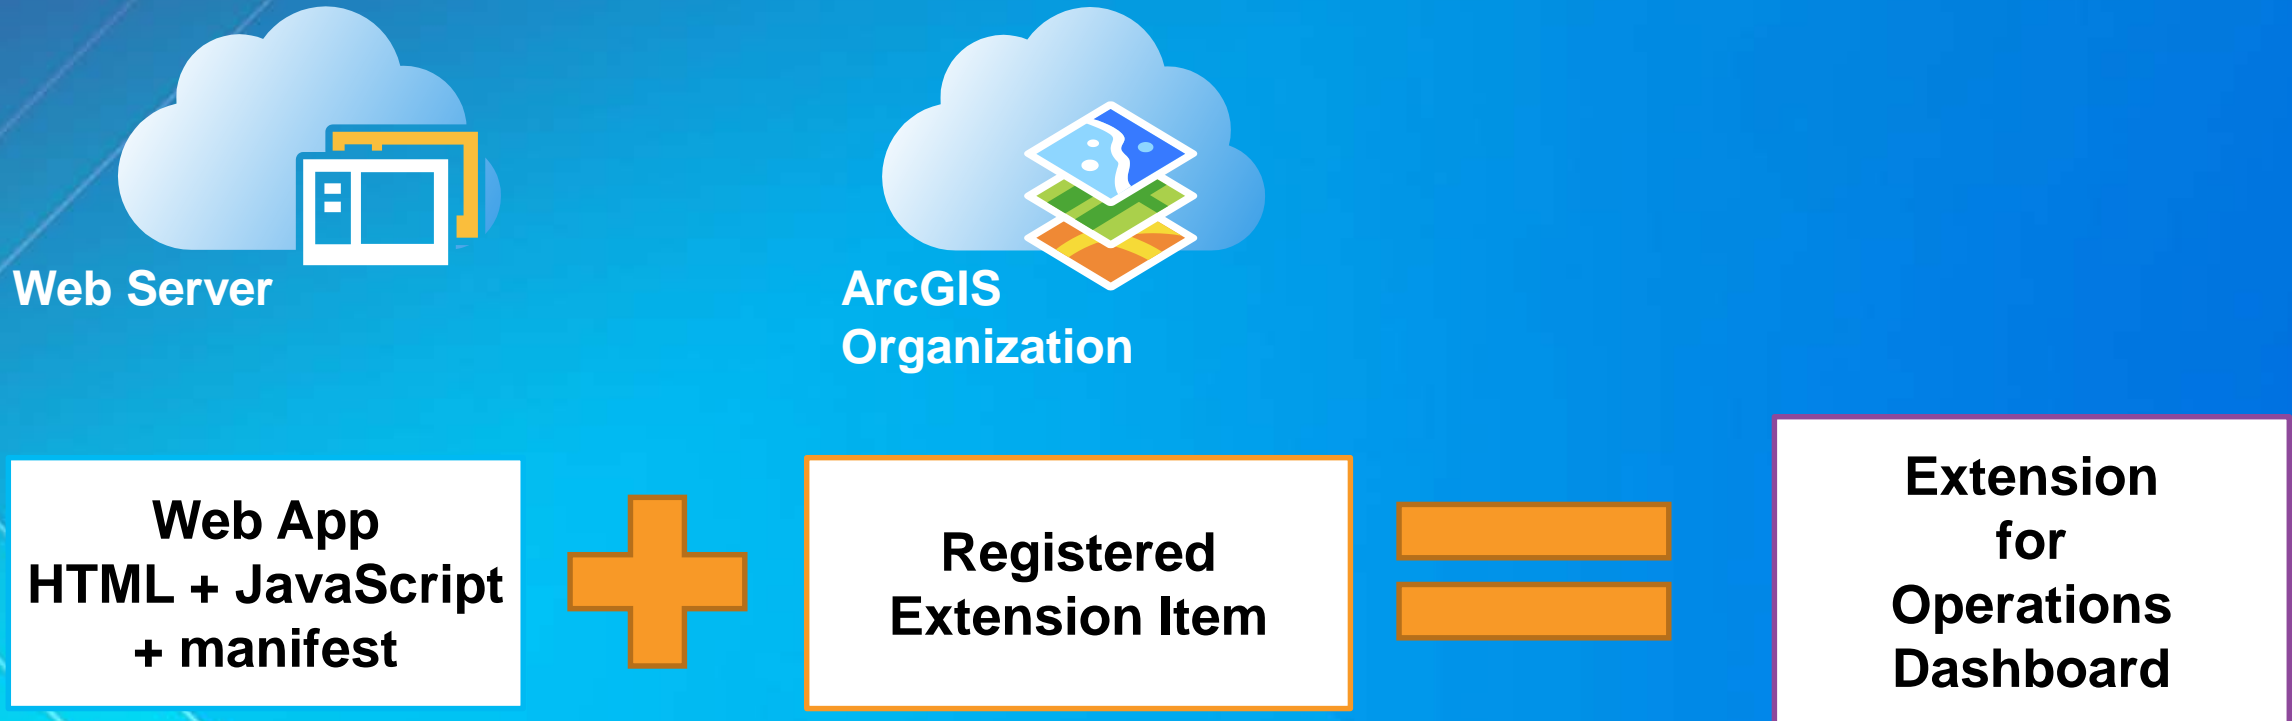 Web Server
ArcGIS
Organization
Web App
HTML + JavaScript
+ manifest
Registered
Extension Item
Extension
for
Operations
Dashboard